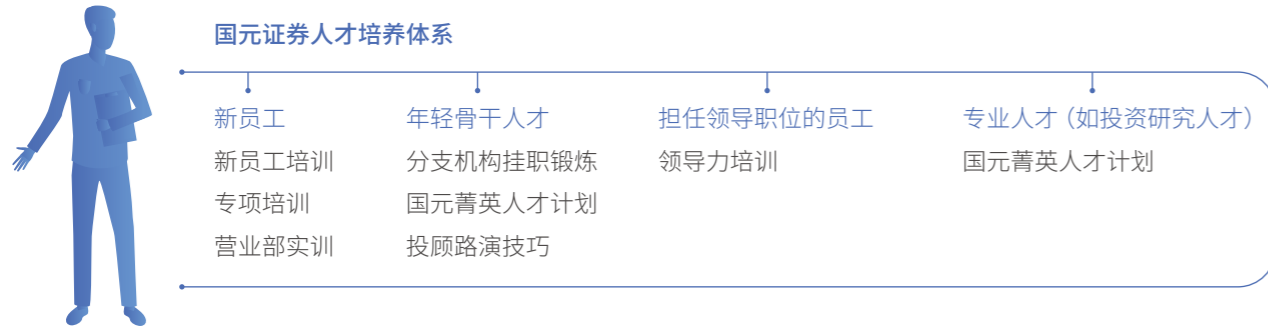 国元证券人才培养体系
新员工
新员工培训
专项培训
营业部实训
年轻骨干人才
分支机构挂职锻炼
国元菁英人才计划
投顾路演技巧
担任领导职位的员工
领导力培训
专业人才（如投资研究人才）
国元菁英人才计划